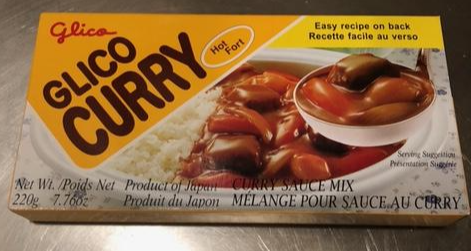 Glico
GLICO
CURRY
Hot
Fort
Easy recipe on back
Recette facile au verso
Serving Suggestion
Présentation Suggérée
Net Wt. /Poids Net Product of Japan CURRY SAUCE MIX
220g 7.76oz Produit du Japon MÉLANGE POUR SAUCE AU CURRY